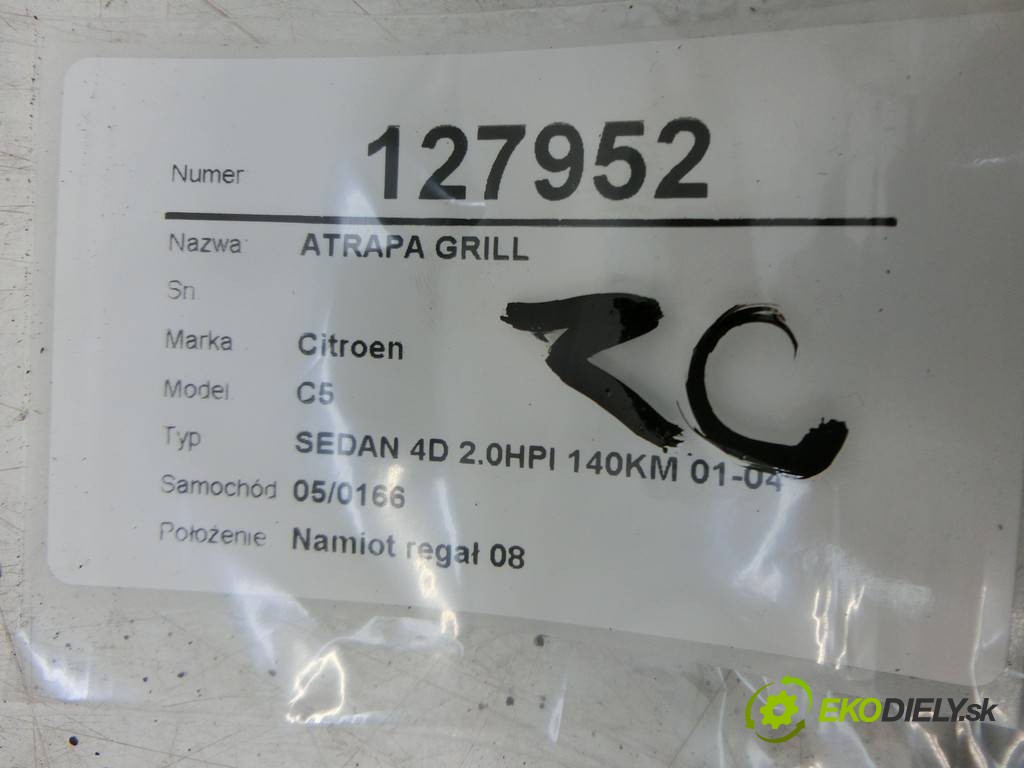 Numer 127952
Nazwa: ATRAPA GRILL
Sn
Marka Citroen
Model C5
Typ SEDAN 4D 2.0HPI 140KM 01-04
Samochód 05/0166
Położenie Namiot regał 08
EKODIELY.sk